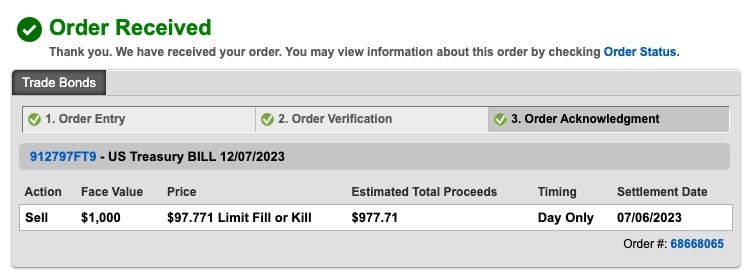 Order Received
Thank you. We have received your order. You may view information about this order by checking Order Status.
Trade Bonds
1. Order Entry 2. Order Verification 3. Order Acknowledgment
912797FT9 - US Treasury BILL 12/07/2023
Action Face Value Price Estimated Total Proceeds Timing Settlement Date
Sell $1,000 $97.771 Limit Fill or Kill $977.71 Day Only 07/06/2023
Order #: 68668065